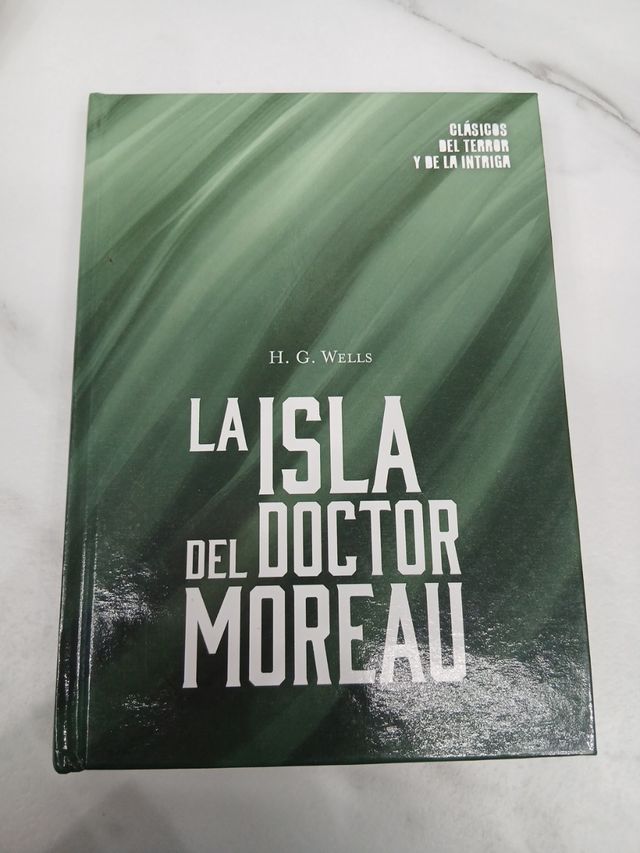 CLÁSICOS
DEL TERROR
Y DE LA INTRIGA
H. G. WELLS
LA ISLA
DEL DOCTOR
MOREAU